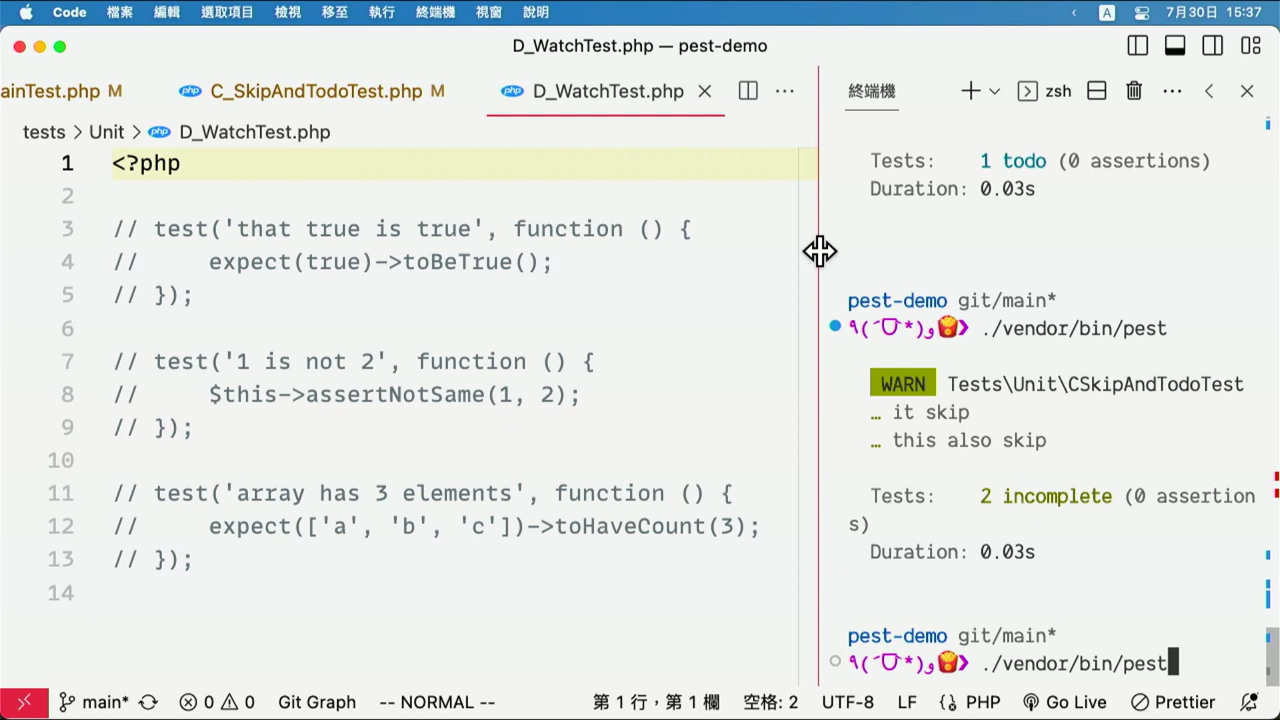 Code 檔案 編輯 選取項目 檢視 移至 執行 終端機 視窗 說明 A 7月30日 15:37
D_WatchTest.php — pest-demo
ainTest.php M php C_SkipAndTodoTest.php M php D_WatchTest.php
tests > Unit > php D_WatchTest.php
1 <?php
2
3 // test('that true is true', function () {
4 //     expect(true)->toBeTrue();
5 // });
6
7 // test('1 is not 2', function () {
8 //     $this->assertNotSame(1, 2);
9 // });
10
11 // test('array has 3 elements', function () {
12 //     expect(['a', 'b', 'c'])->toHaveCount(3);
13 // });
14
終端機 zsh
Tests:    1 todo (0 assertions)
Duration: 0.03s
pest-demo git/main*
٩(ˊᗜˋ*)و🍟❯ ./vendor/bin/pest
WARN Tests\Unit\CSkipAndTodoTest
… it skip
… this also skip
Tests:    2 incomplete (0 assertion
s)
Duration: 0.03s
pest-demo git/main*
٩(ˊᗜˋ*)و🍟❯ ./vendor/bin/pest
main* 0 0 Git Graph -- NORMAL -- 第 1 行，第 1 欄 空格: 2 UTF-8 LF PHP Go Live Prettier